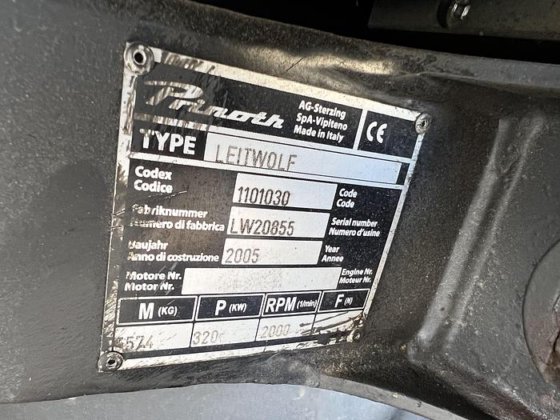 Prinoth
AG-Sterzing
SpA-Vipiteno
Made in Italy
CE
TYPE LEITWOLF
Codex
Codice
1101030
Code
Code
Fabriknummer
Numero di fabbrica
LW20855
Serial number
Numero d'usine
Baujahr
Anno di costruzione
2005
Year
Annee
Motore Nr.
Motor Nr.
Engine Nr.
Moteur Nr.
M (KG) P (KW) RPM (1/min) F (N)
320 2000